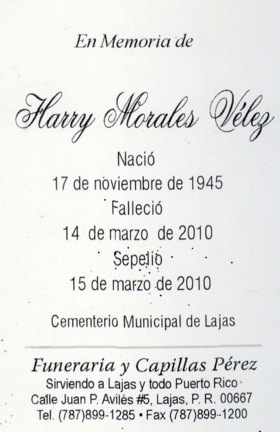 En Memoria de
Harry Morales Vélez
Nació
17 de noviembre de 1945
Falleció
14 de marzo de 2010
Sepelio
15 de marzo de 2010
Cementerio Municipal de Lajas
Funeraria y Capillas Pérez
Sirviendo a Lajas y todo Puerto Rico
Calle Juan P. Avilés #5, Lajas, P. R. 00667
Tel. (787)899-1285 • Fax (787)899-1200